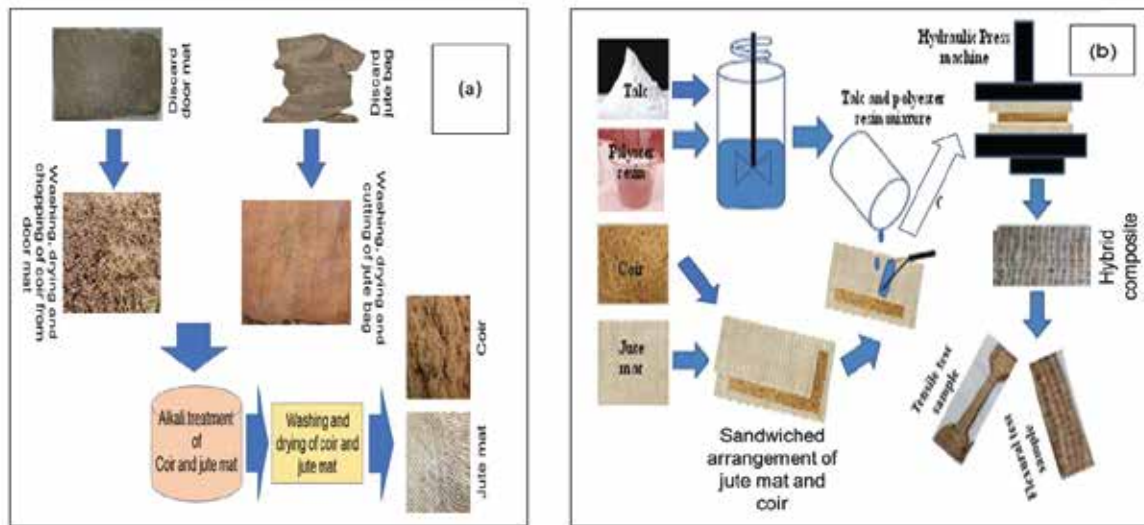 (a)
Discard
door mat
Discard
jute bag
Washing, drying and
chopping of coir from
door mat
Washing, drying and
cutting of jute bag
Alkali treatment
of
Coir and jute mat
Washing and
drying of coir and
jute mat
Coir
Jute mat
(b)
Talc
Polyester
resin
Coir
Jute
mat
Talc and polyester
resin mixture
Hydraulic Press
machine
Sandwiched
arrangement of
jute mat and
coir
Hybrid
composite
Tensile test
sample
Flexural test
sample